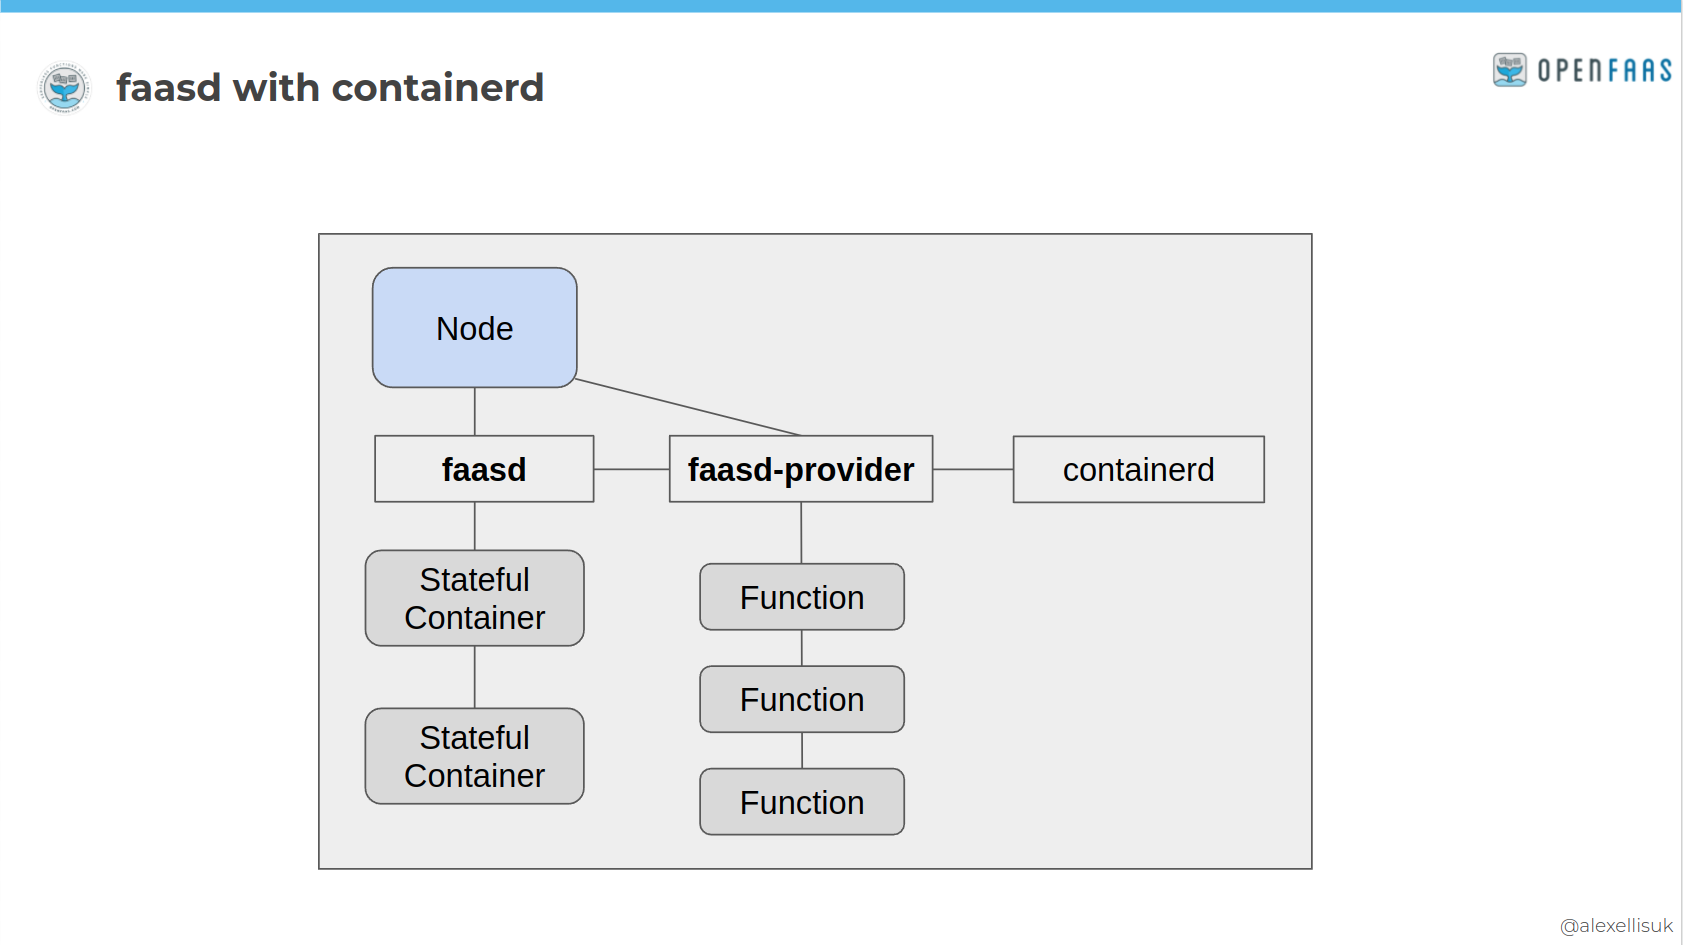 faasd with containerd
OPENFAAS
Node
faasd
faasd-provider
containerd
Stateful
Container
Function
Function
Stateful
Container
Function
@alexellisuk